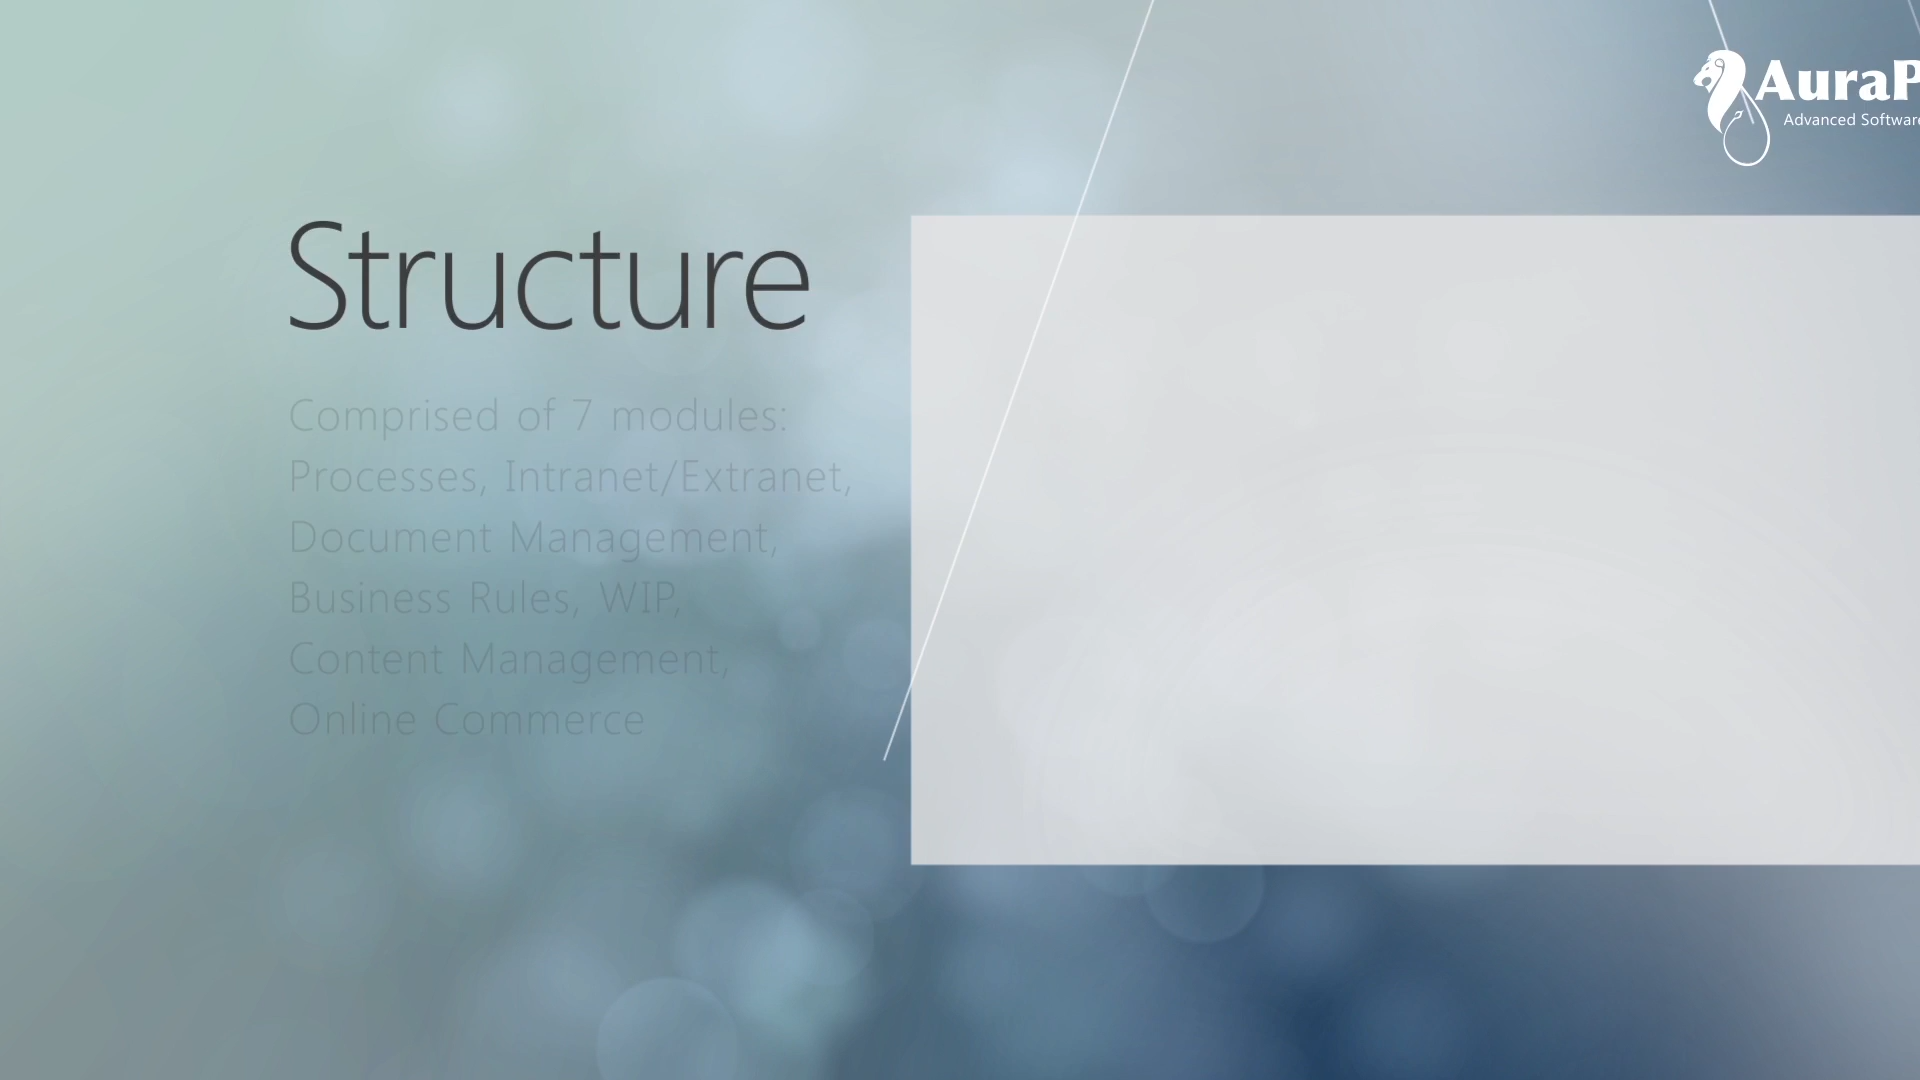 AuraP
Advanced Software
Structure
Comprised of 7 modules:
Processes, Intranet/Extranet,
Document Management,
Business Rules, WIP,
Content Management,
Online Commerce